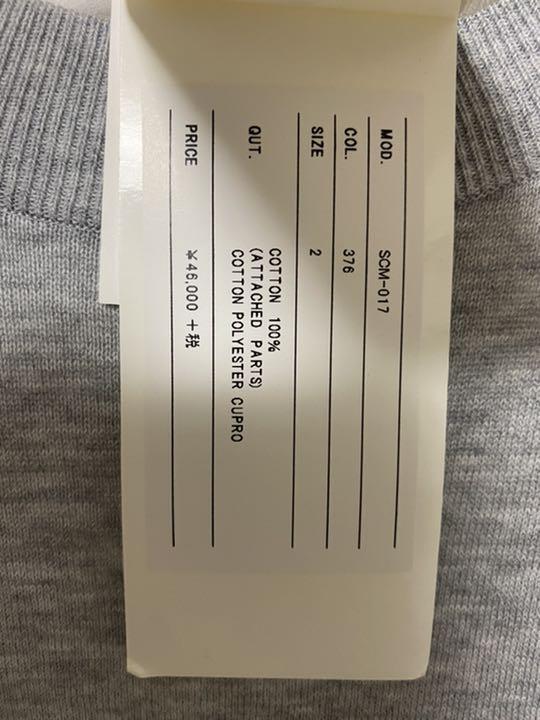 MOD. SCM-017
COL. 376
SIZE 2
QUT. COTTON 100%
(ATTACHED PARTS)
COTTON POLYESTER CUPRO
PRICE ¥46,000 +税